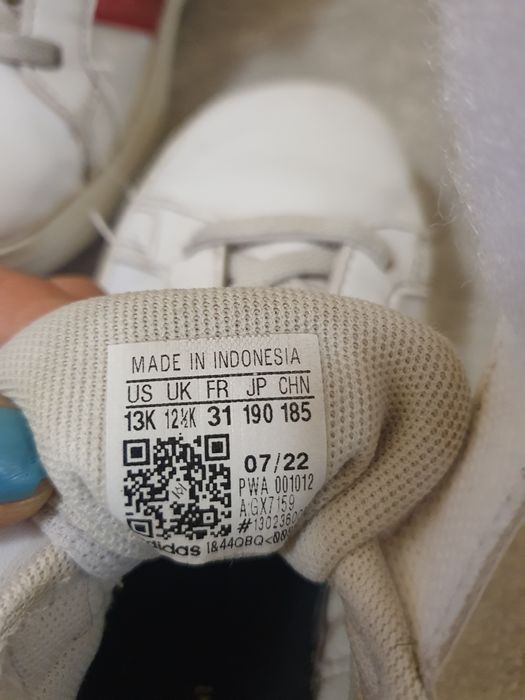 MADE IN INDONESIA
US UK FR JP CHN
13K 12½K 31 190 185
07/22
PWA 001012
A:GX7159
adidas